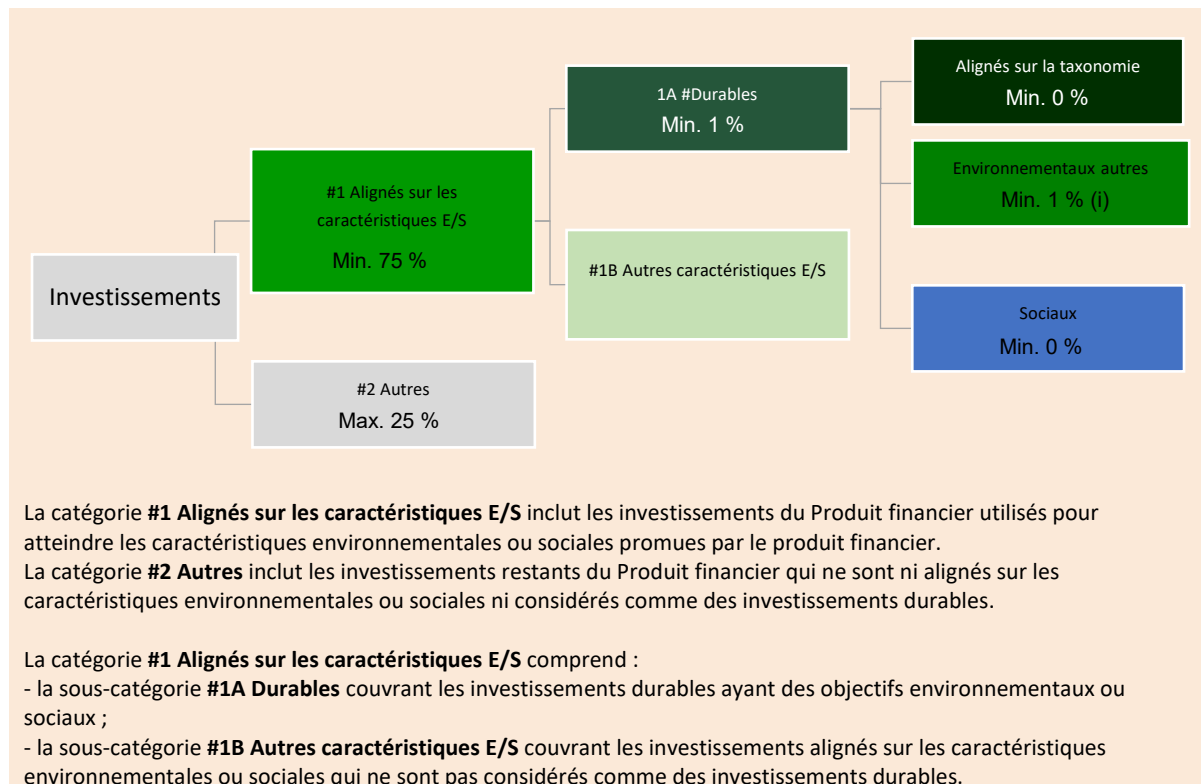 Alignés sur la taxonomie
Min. 0 %
1A #Durables
Min. 1 %
Environnementaux autres
Min. 1 % (i)
#1 Alignés sur les
caractéristiques E/S
Min. 75 %
#1B Autres caractéristiques E/S
Investissements
Sociaux
Min. 0 %
#2 Autres
Max. 25 %
La catégorie #1 Alignés sur les caractéristiques E/S inclut les investissements du Produit financier utilisés pour
atteindre les caractéristiques environnementales ou sociales promues par le produit financier.
La catégorie #2 Autres inclut les investissements restants du Produit financier qui ne sont ni alignés sur les
caractéristiques environnementales ou sociales ni considérés comme des investissements durables.
La catégorie #1 Alignés sur les caractéristiques E/S comprend :
- la sous-catégorie #1A Durables couvrant les investissements durables ayant des objectifs environnementaux ou
sociaux ;
- la sous-catégorie #1B Autres caractéristiques E/S couvrant les investissements alignés sur les caractéristiques
environnementales ou sociales qui ne sont pas considérés comme des investissements durables.